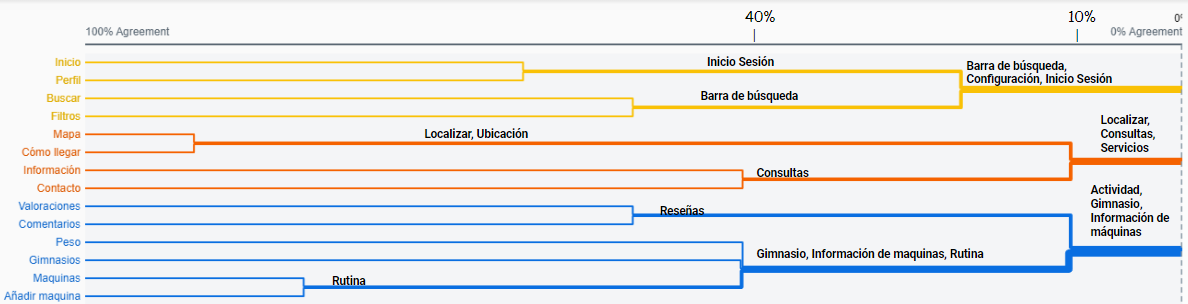 40%
10%
0%
100% Agreement
0% Agreement
Inicio
Inicio Sesión
Barra de búsqueda,
Configuración, Inicio Sesión
Perfil
Buscar
Barra de búsqueda
Filtros
Mapa
Localizar, Ubicación
Localizar,
Consultas,
Servicios
Cómo llegar
Información
Consultas
Contacto
Actividad,
Gimnasio,
Información de
máquinas
Valoraciones
Reseñas
Comentarios
Peso
Gimnasios
Gimnasio, Información de maquinas, Rutina
Maquinas
Rutina
Añadir maquina